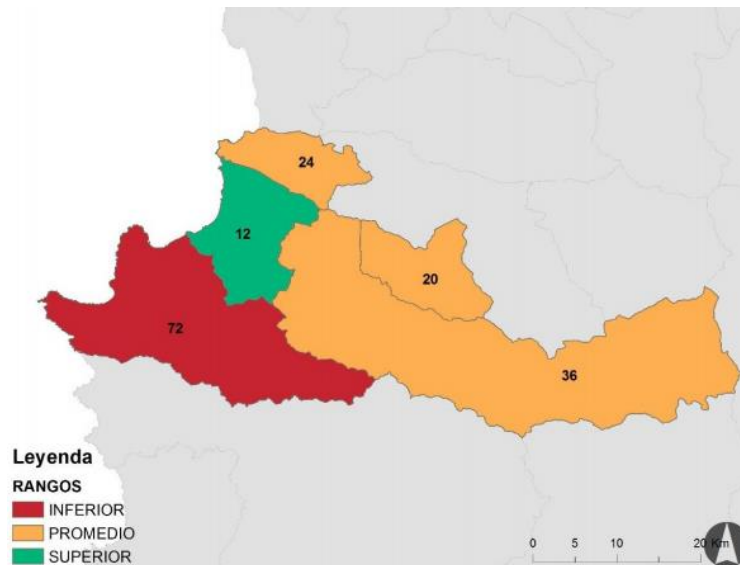 24
12
20
72
36
Leyenda
RANGOS
INFERIOR
PROMEDIO
SUPERIOR
0 5 10 20 Km